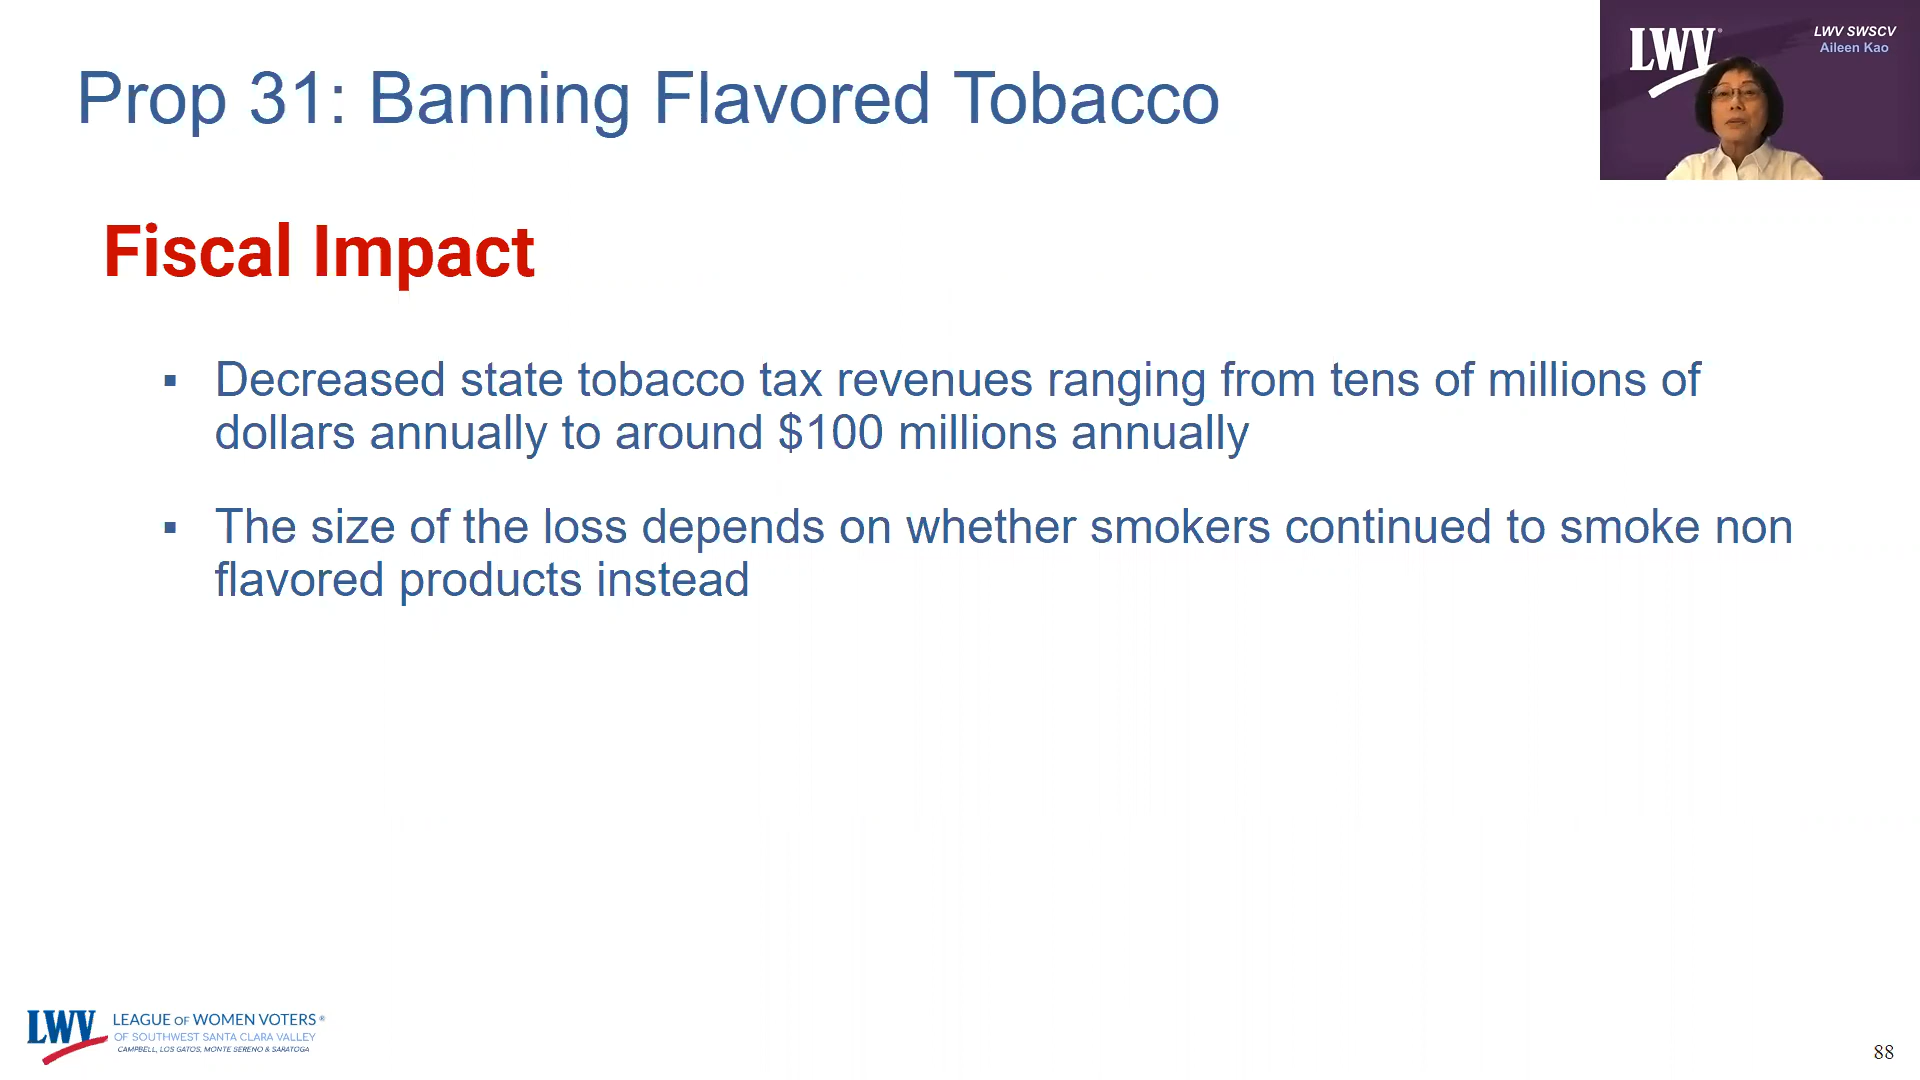 Prop 31: Banning Flavored Tobacco
LWV®
LWV SWSCV
Aileen Kao
Fiscal Impact
▪ Decreased state tobacco tax revenues ranging from tens of millions of
dollars annually to around $100 millions annually
▪ The size of the loss depends on whether smokers continued to smoke non
flavored products instead
LWV LEAGUE OF WOMEN VOTERS®
OF SOUTHWEST SANTA CLARA VALLEY
CAMPBELL, LOS GATOS, MONTE SERENO & SARATOGA
88